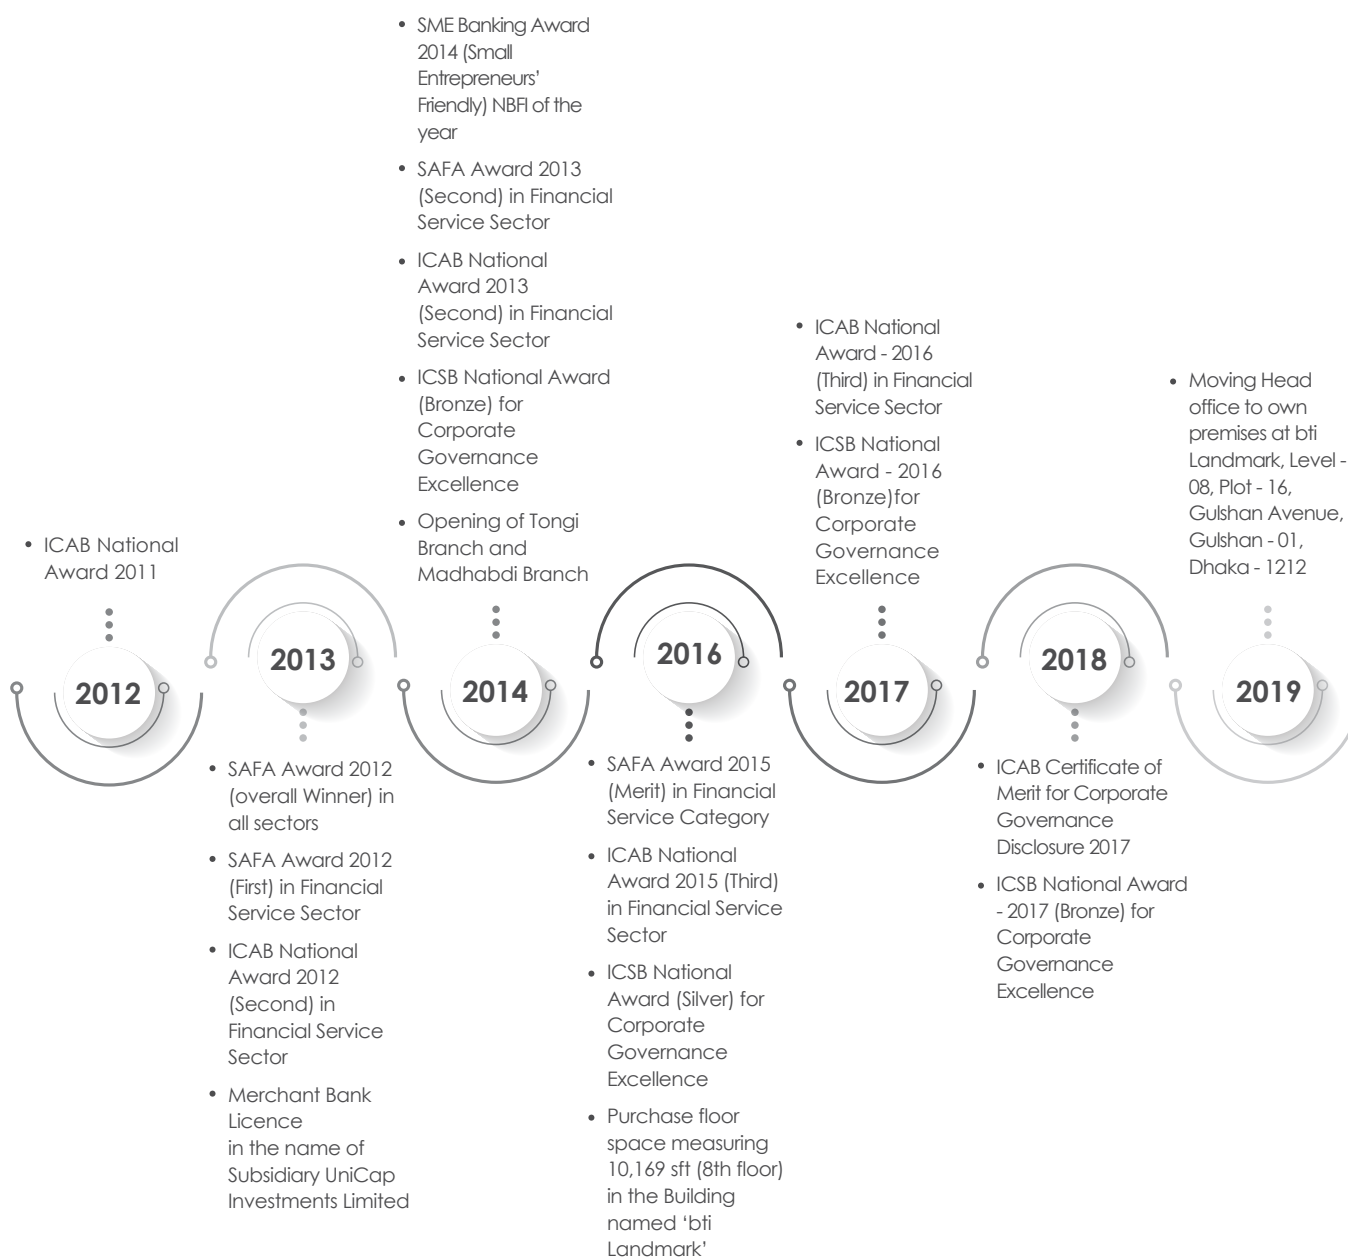 • ICAB National
Award 2011
2012
2013
• SAFA Award 2012
(overall Winner) in
all sectors
• SAFA Award 2012
(First) in Financial
Service Sector
• ICAB National
Award 2012
(Second) in
Financial Service
Sector
• Merchant Bank
Licence
in the name of
Subsidiary UniCap
Investments Limited
• SME Banking Award
2014 (Small
Entrepreneurs’
Friendly) NBFI of the
year
• SAFA Award 2013
(Second) in Financial
Service Sector
• ICAB National
Award 2013
(Second) in Financial
Service Sector
• ICSB National Award
(Bronze) for
Corporate
Governance
Excellence
• Opening of Tongi
Branch and
Madhabdi Branch
2014
2016
• SAFA Award 2015
(Merit) in Financial
Service Category
• ICAB National
Award 2015 (Third)
in Financial Service
Sector
• ICSB National
Award (Silver) for
Corporate
Governance
Excellence
• Purchase floor
space measuring
10,169 sft (8th floor)
in the Building
named ‘bti
Landmark’
• ICAB National
Award - 2016
(Third) in Financial
Service Sector
• ICSB National
Award - 2016
(Bronze)for
Corporate
Governance
Excellence
2017
2018
• ICAB Certificate of
Merit for Corporate
Governance
Disclosure 2017
• ICSB National Award
- 2017 (Bronze) for
Corporate
Governance
Excellence
• Moving Head
office to own
premises at bti
Landmark, Level -
08, Plot - 16,
Gulshan Avenue,
Gulshan - 01,
Dhaka - 1212
2019